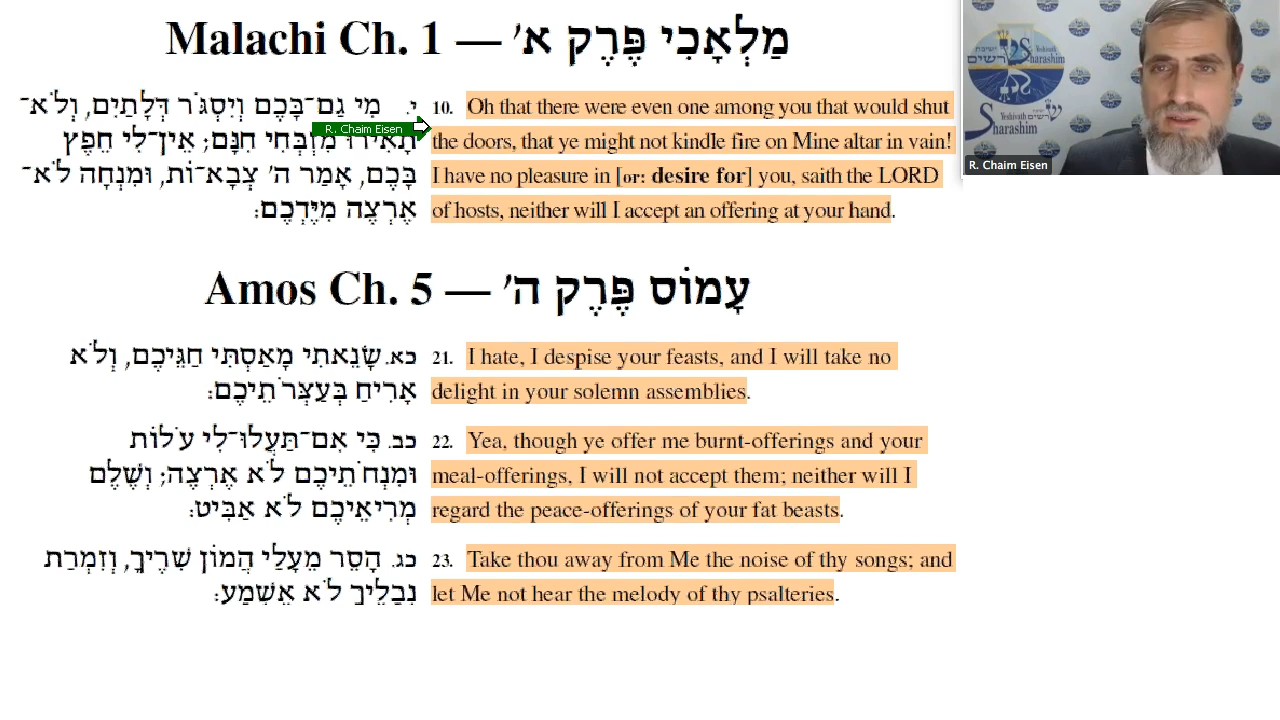 Malachi Ch. 1 — מַלְאָכִי פֶּרֶק א׳
י. מִי גַם־בָּכֶם וְיִסְגֹּר דְּלָתַיִם, וְלֹא־
תָאִירוּ מִזְבְּחִי חִנָּם; אֵין־לִי חֵפֶץ
בָּכֶם, אָמַר ה׳ צְבָא־וֹת, וּמִנְחָה לֹא־
אֶרְצֶה מִיֶּדְכֶם:
10. Oh that there were even one among you that would shut
the doors, that ye might not kindle fire on Mine altar in vain!
I have no pleasure in [or: desire for] you, saith the LORD
of hosts, neither will I accept an offering at your hand.
R. Chaim Eisen
Amos Ch. 5 — עָמוֹס פֶּרֶק ה׳
כא. שָׂנֵאתִי מָאַסְתִּי חַגֵּיכֶם, וְלֹא
אָרִיחַ בְּעַצְּרֹתֵיכֶם:
21. I hate, I despise your feasts, and I will take no
delight in your solemn assemblies.
כב. כִּי אִם־תַּעֲלוּ־לִי עֹלוֹת
וּמִנְחֹתֵיכֶם לֹא אֶרְצֶה; וְשֶׁלֶם
מְרִיאֵיכֶם לֹא אַבִּיט:
22. Yea, though ye offer me burnt-offerings and your
meal-offerings, I will not accept them; neither will I
regard the peace-offerings of your fat beasts.
כג. הָסֵר מֵעָלַי הֲמוֹן שִׁרֶיךָ, וְזִמְרַת
נְבָלֶיךָ לֹא אֶשְׁמָע:
23. Take thou away from Me the noise of thy songs; and
let Me not hear the melody of thy psalteries.
Yeshivath
Sharashim
ישיבת
שרשים
Yeshivath
Sharashim
R. Chaim Eisen